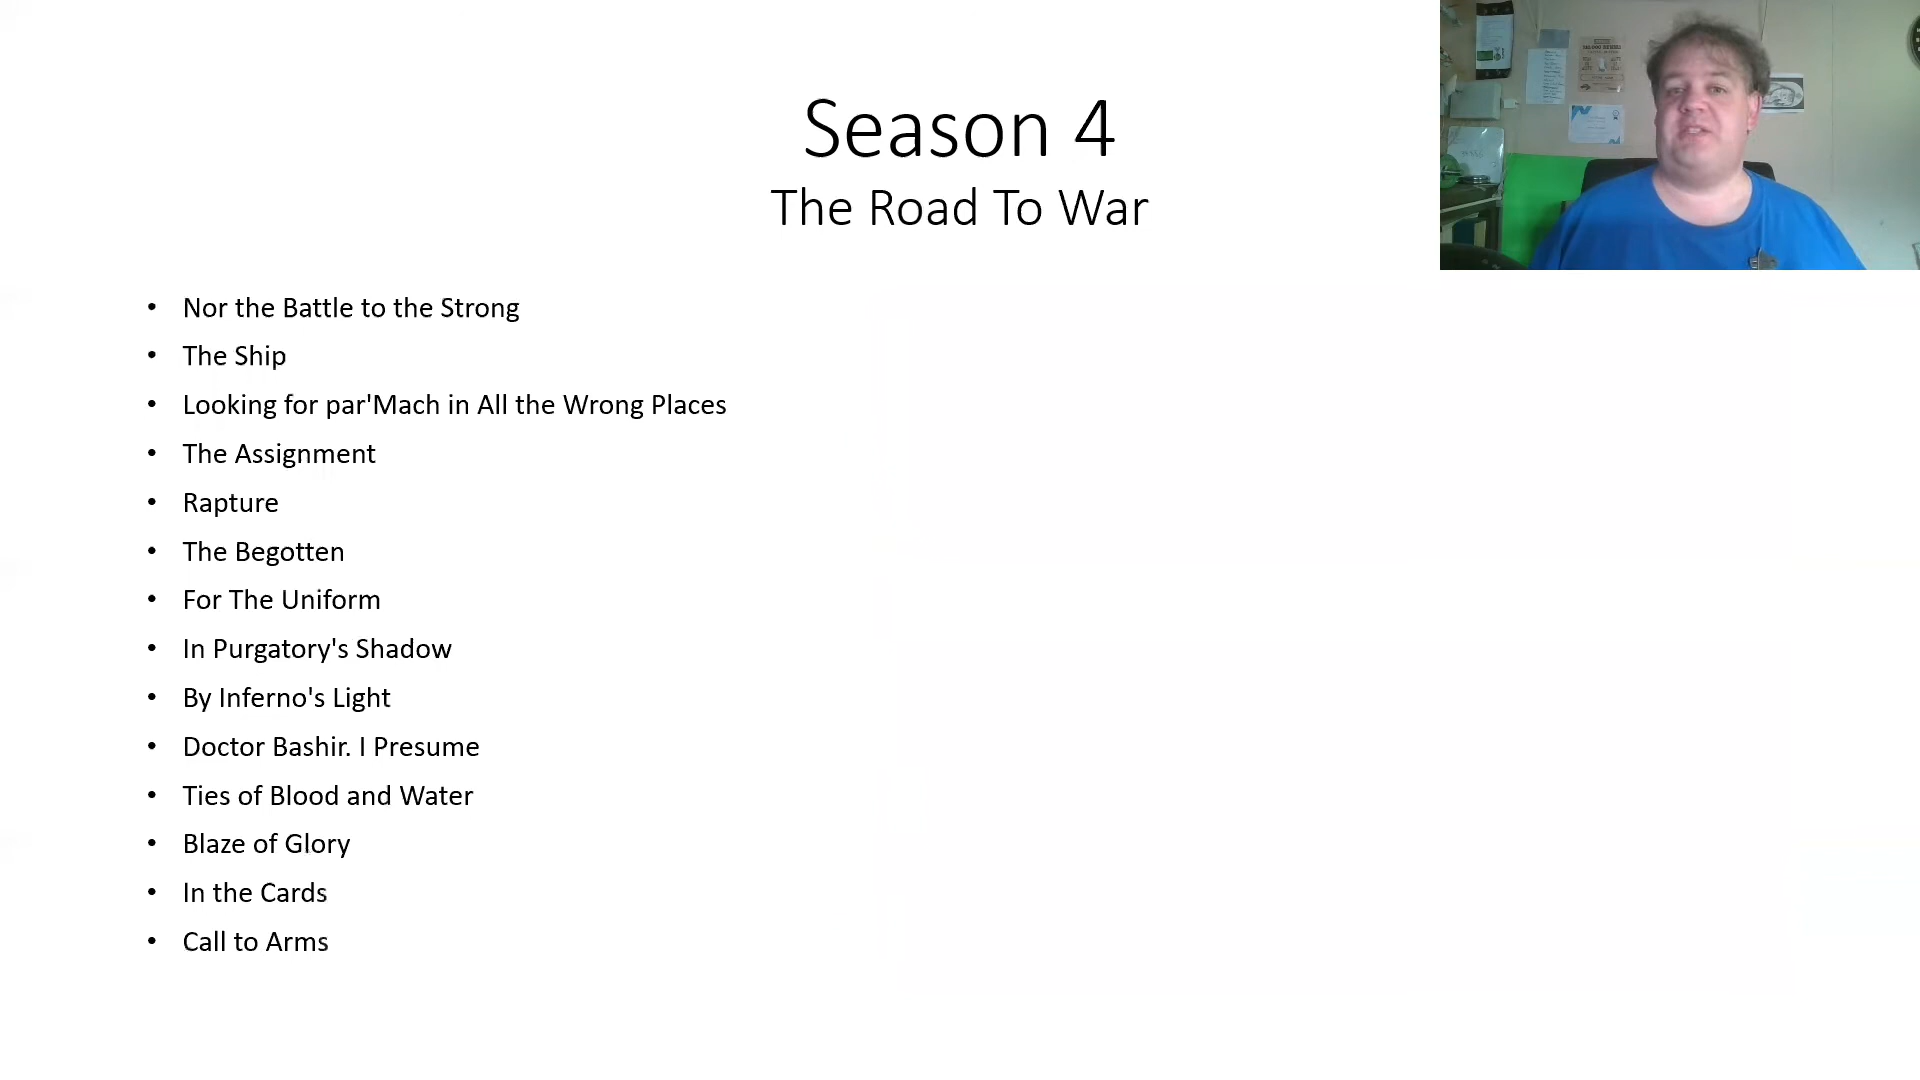 Season 4
The Road To War
• Nor the Battle to the Strong
• The Ship
• Looking for par'Mach in All the Wrong Places
• The Assignment
• Rapture
• The Begotten
• For The Uniform
• In Purgatory's Shadow
• By Inferno's Light
• Doctor Bashir. I Presume
• Ties of Blood and Water
• Blaze of Glory
• In the Cards
• Call to Arms